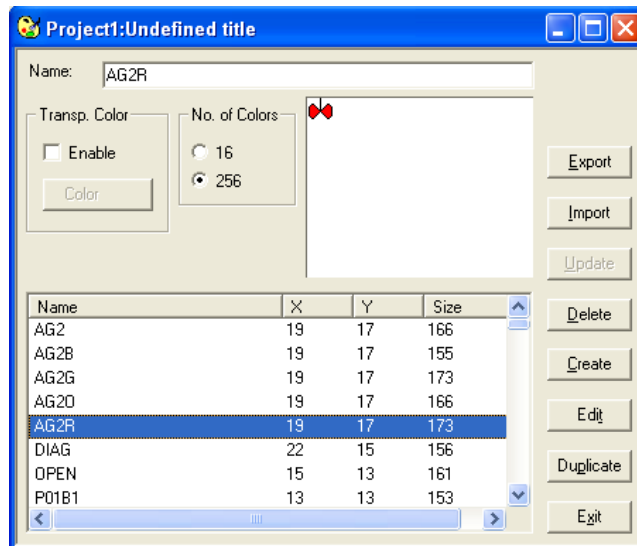 Project1:Undefined title
Name: AG2R
Transp. Color
No. of Colors
Enable
16
Color
256
Export
Import
Update
Delete
Create
Edit
Duplicate
Exit
Name X Y Size
AG2 19 17 166
AG2B 19 17 155
AG2G 19 17 173
AG2O 19 17 166
AG2R 19 17 173
DIAG 22 15 156
OPEN 15 13 161
P01B1 13 13 153